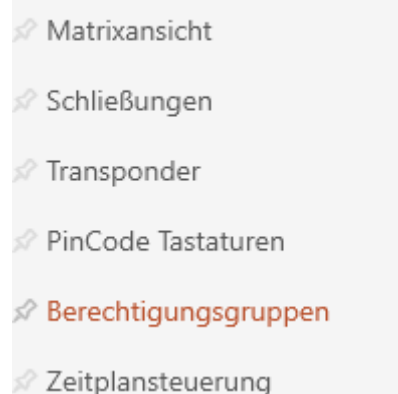 Matrixansicht
Schließungen
Transponder
PinCode Tastaturen
Berechtigungsgruppen
Zeitplansteuerung